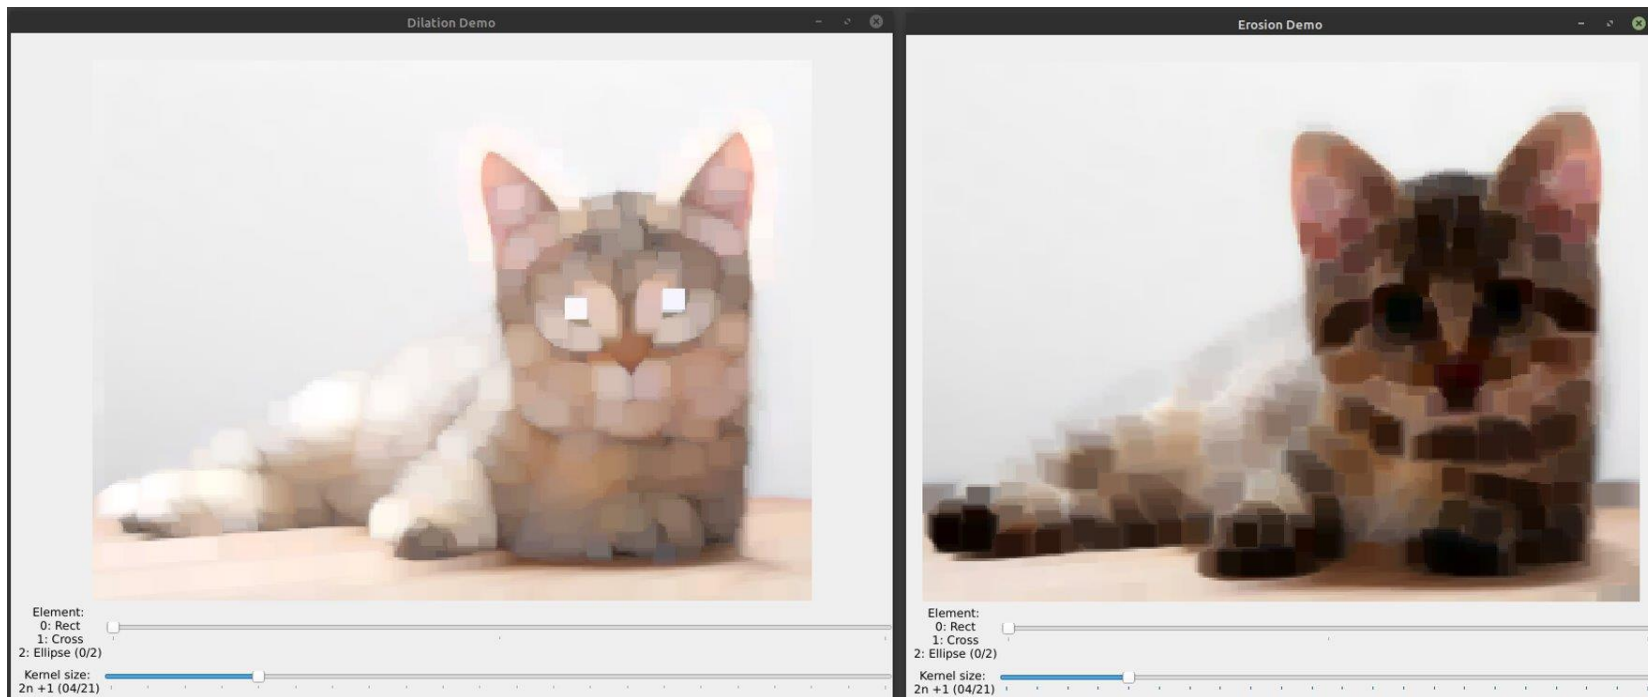 Dilation Demo
Element:
0: Rect
1: Cross
2: Ellipse (0/2)
Kernel size:
2n +1 (04/21)
Erosion Demo
Element:
0: Rect
1: Cross
2: Ellipse (0/2)
Kernel size:
2n +1 (04/21)